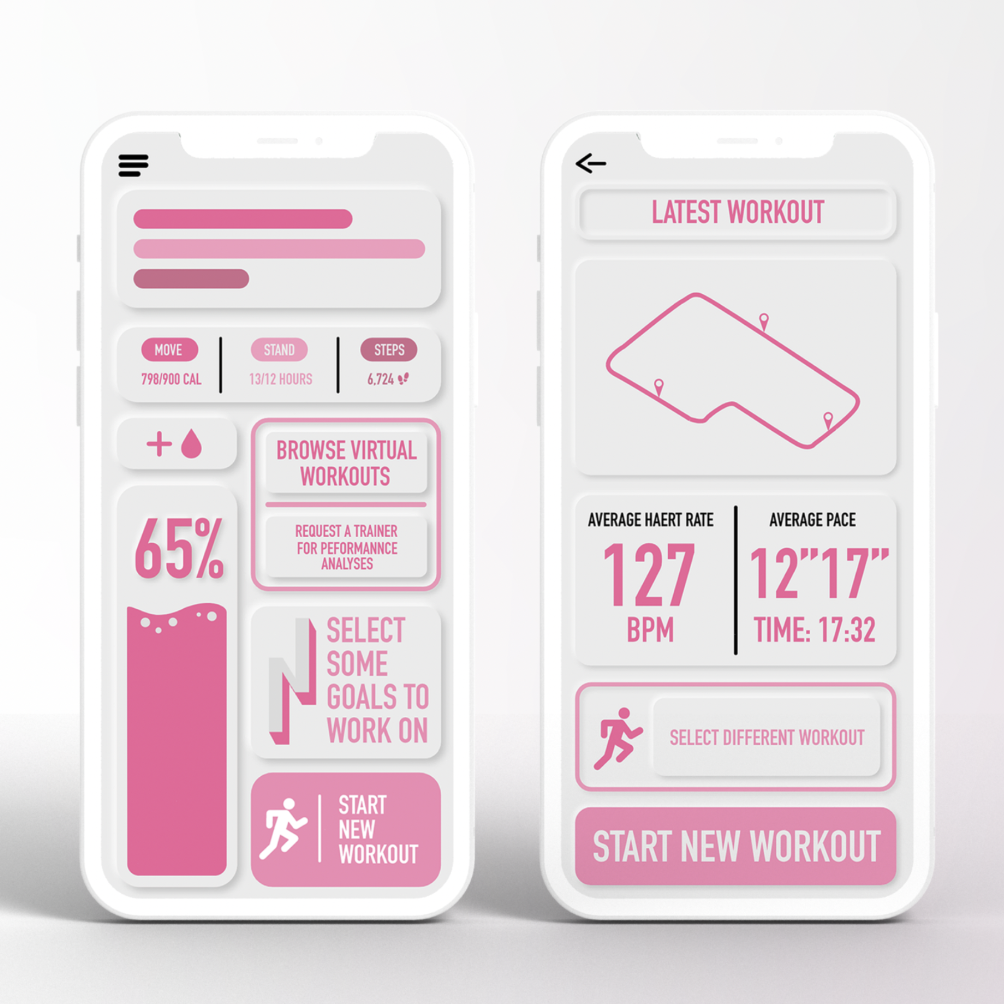 MOVE
STAND
STEPS
798/900 CAL
13/12 HOURS
6,724
65%
BROWSE VIRTUAL
WORKOUTS
REQUEST A TRAINER
FOR PEFORMANNCE
ANALYSES
N
SELECT
SOME
GOALS TO
WORK ON
START
NEW
WORKOUT
LATEST WORKOUT
AVERAGE HAERT RATE
127
BPM
AVERAGE PACE
12”17”
TIME: 17:32
SELECT DIFFERENT WORKOUT
START NEW WORKOUT